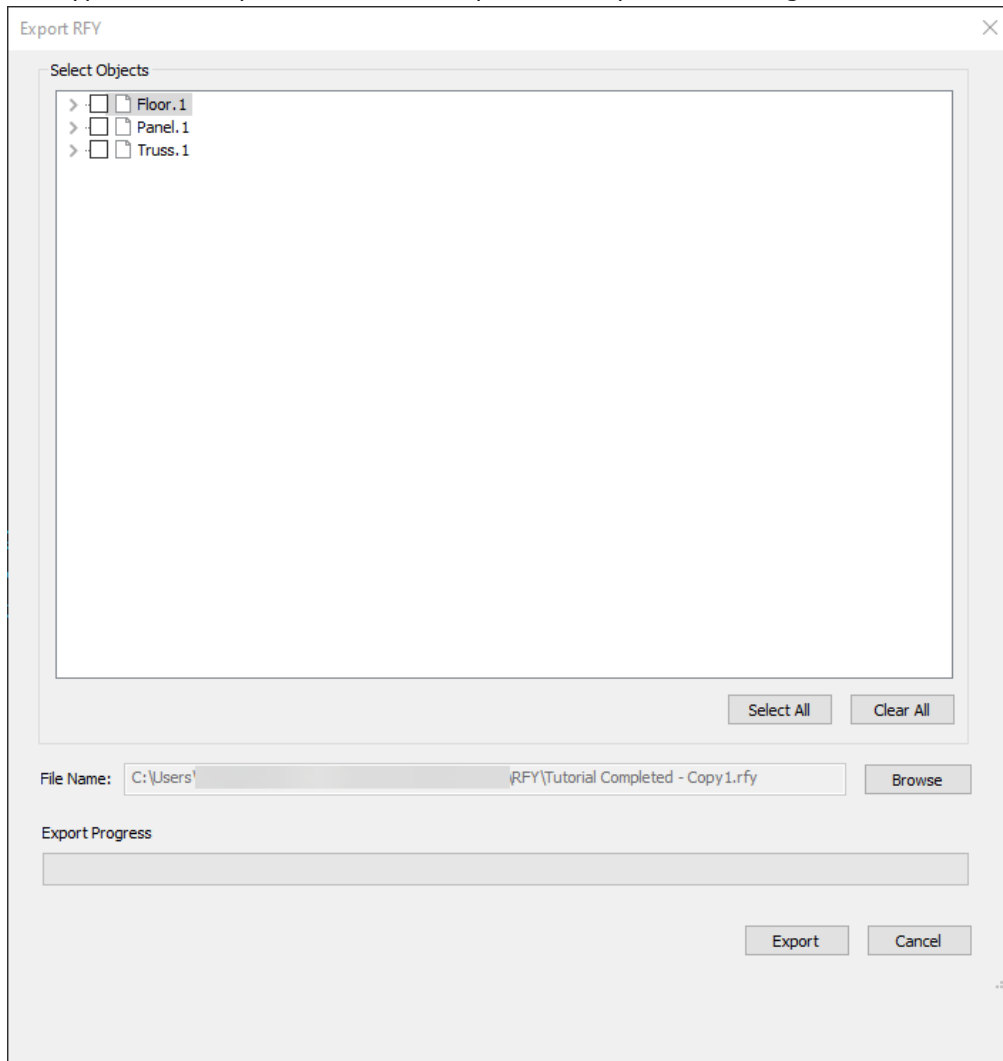 Export RFY
Select Objects
Floor.1
Panel.1
Truss.1
Select All Clear All
File Name: C:\Users\ RFY\Tutorial Completed - Copy1.rfy Browse
Export Progress
Export Cancel